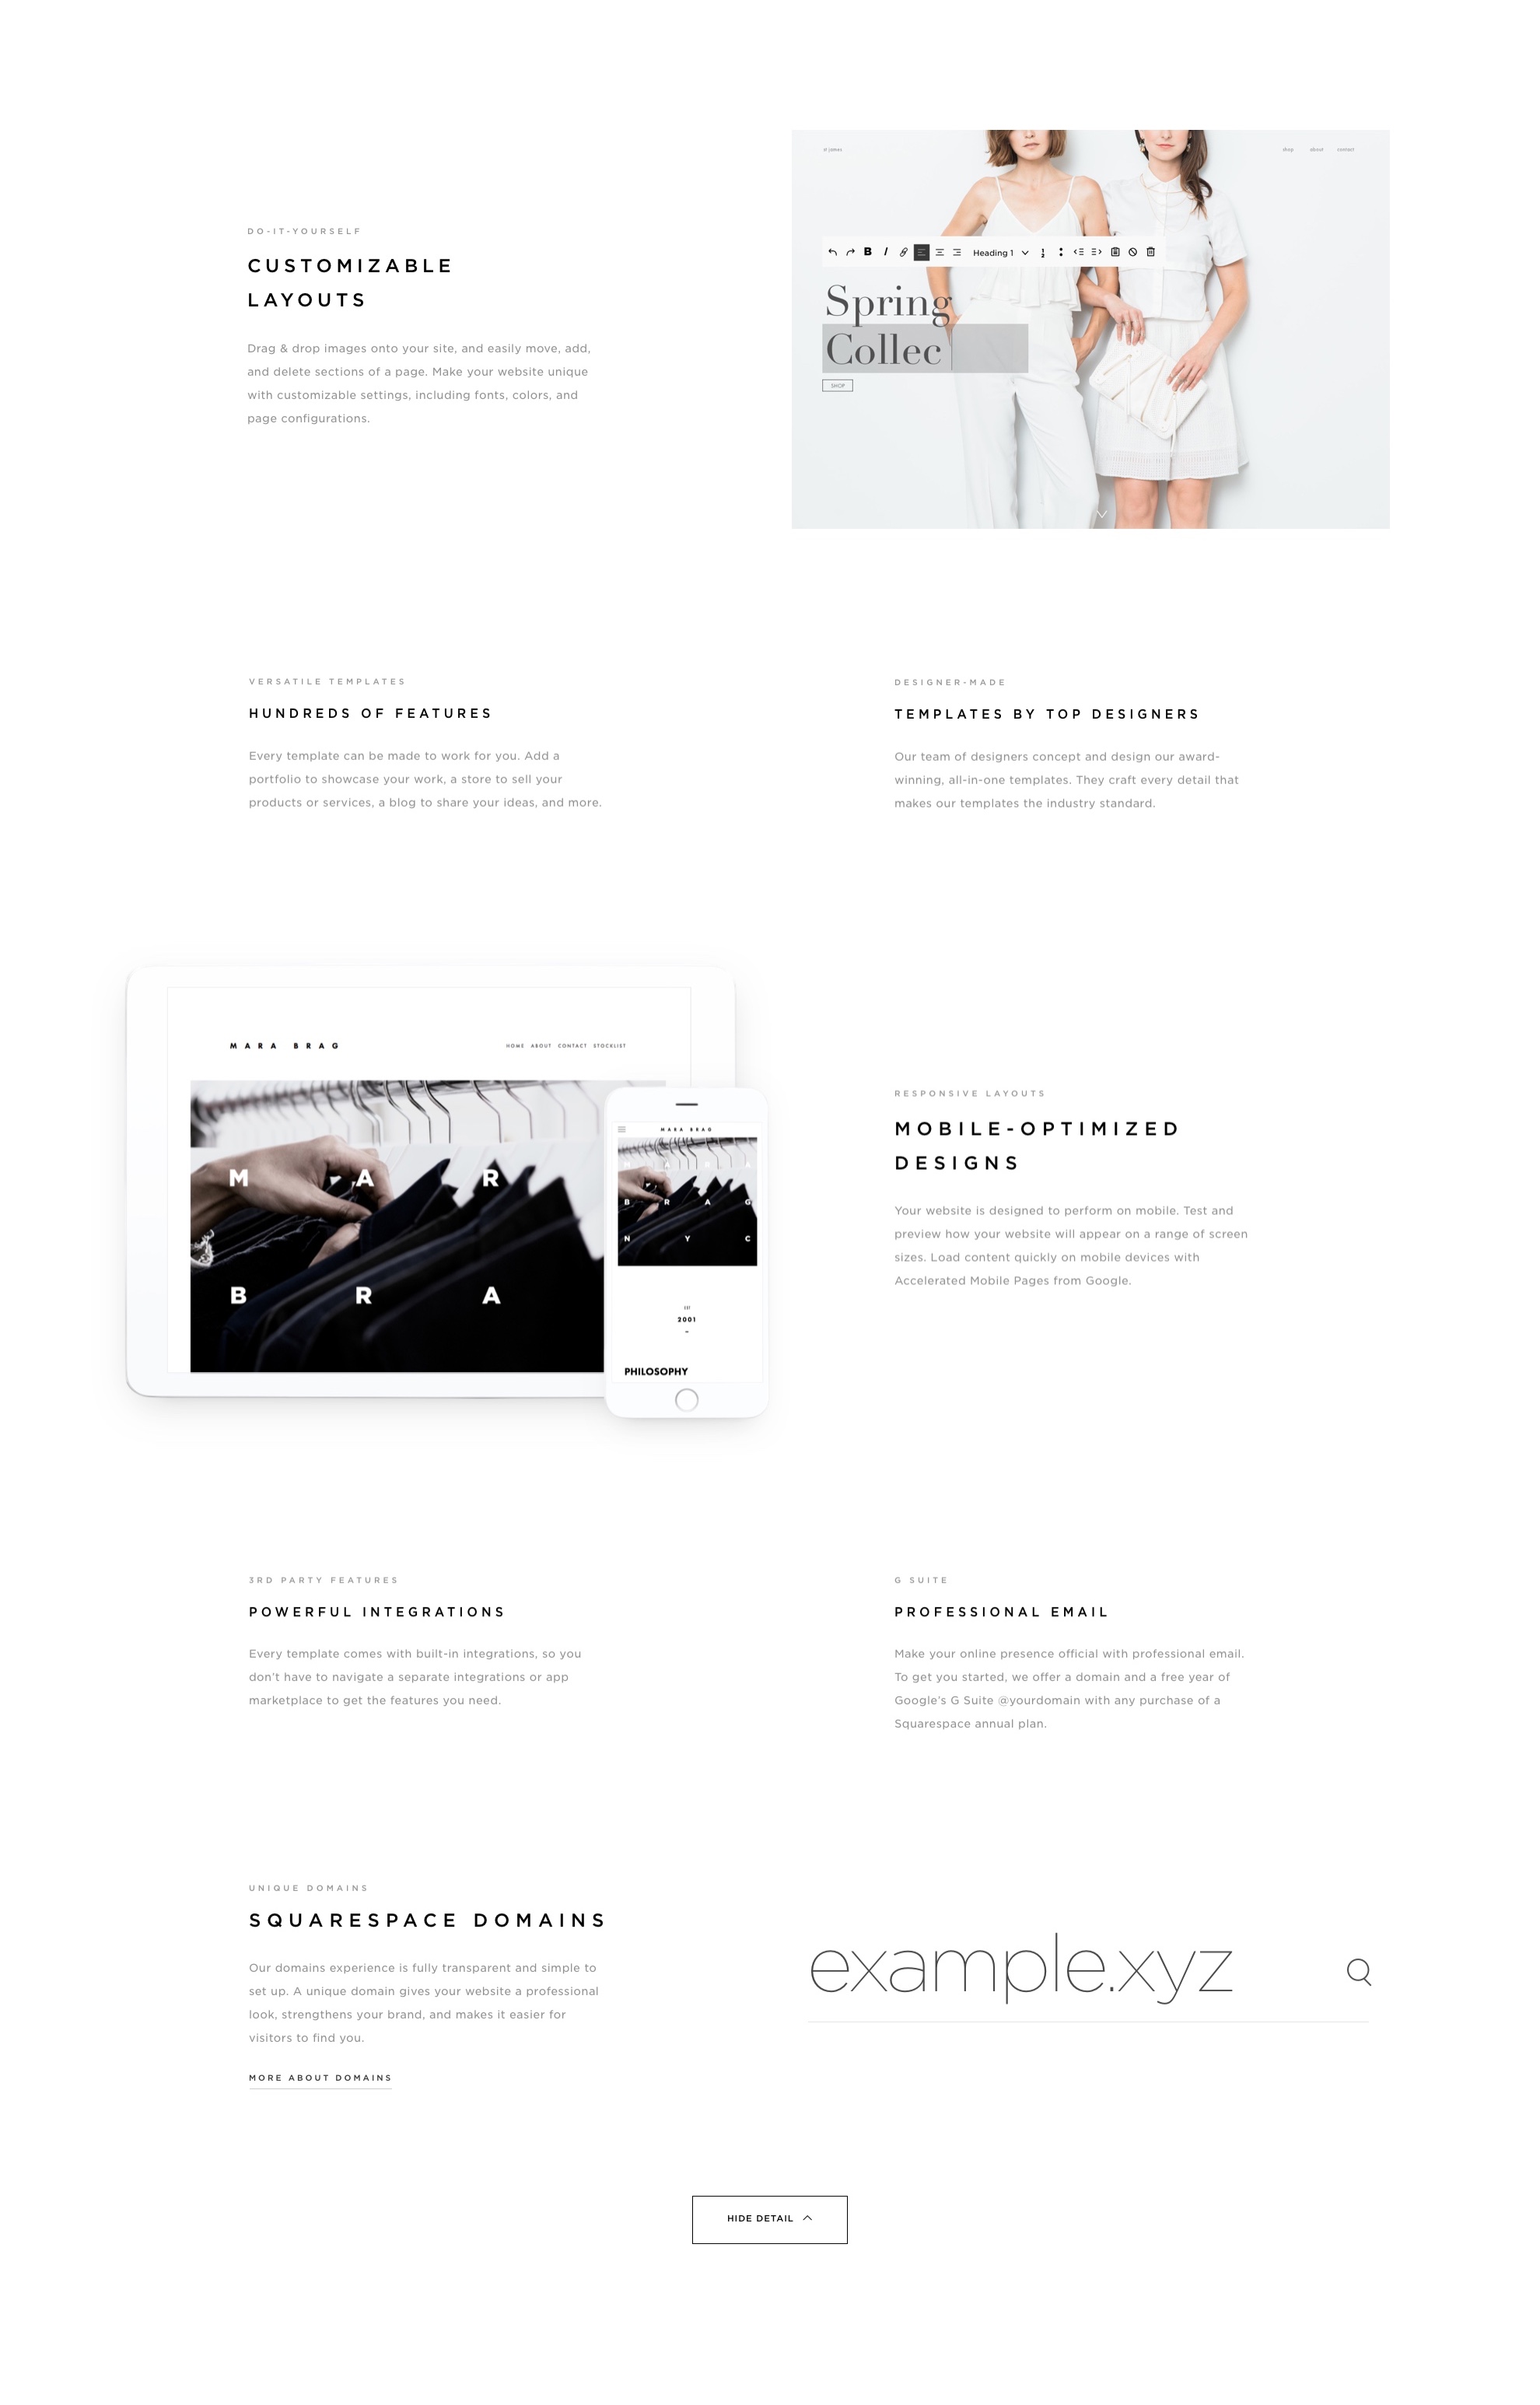 st james
shop about contact
DO-IT-YOURSELF
CUSTOMIZABLE
LAYOUTS
Drag & drop images onto your site, and easily move, add,
and delete sections of a page. Make your website unique
with customizable settings, including fonts, colors, and
page configurations.
B I Heading 1
Spring
Collec
SHOP
VERSATILE TEMPLATES
HUNDREDS OF FEATURES
Every template can be made to work for you. Add a
portfolio to showcase your work, a store to sell your
products or services, a blog to share your ideas, and more.
DESIGNER-MADE
TEMPLATES BY TOP DESIGNERS
Our team of designers concept and design our award-
winning, all-in-one templates. They craft every detail that
makes our templates the industry standard.
MARA BRAG
HOME ABOUT CONTACT STOCKLIST
M A R
B R A
MARA BRAG
M A R A
B R A G
N Y C
///
2001
–
PHILOSOPHY
RESPONSIVE LAYOUTS
MOBILE-OPTIMIZED
DESIGNS
Your website is designed to perform on mobile. Test and
preview how your website will appear on a range of screen
sizes. Load content quickly on mobile devices with
Accelerated Mobile Pages from Google.
3RD PARTY FEATURES
POWERFUL INTEGRATIONS
Every template comes with built-in integrations, so you
don’t have to navigate a separate integrations or app
marketplace to get the features you need.
G SUITE
PROFESSIONAL EMAIL
Make your online presence official with professional email.
To get you started, we offer a domain and a free year of
Google’s G Suite @yourdomain with any purchase of a
Squarespace annual plan.
UNIQUE DOMAINS
SQUARESPACE DOMAINS
Our domains experience is fully transparent and simple to
set up. A unique domain gives your website a professional
look, strengthens your brand, and makes it easier for
visitors to find you.
MORE ABOUT DOMAINS
example.xyz
HIDE DETAIL